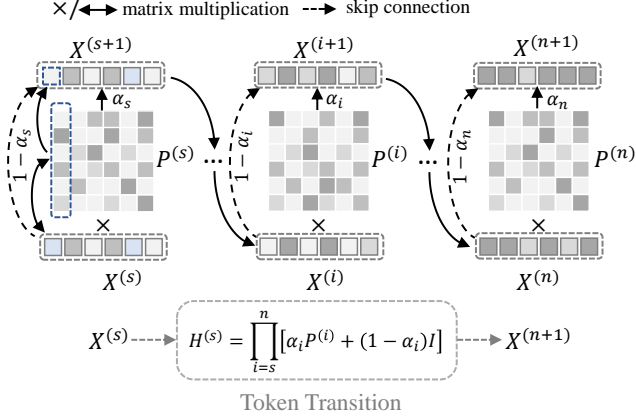 ×/ matrix multiplication skip connection
X^(s+1) X^(i+1) X^(n+1)
1 − α_s α_s 1 − α_i α_i 1 − α_n α_n
P^(s) ... P^(i) ... P^(n)
× × ×
X^(s) X^(i) X^(n)
X^(s) H^(s) = ∏_{i=s}^{n} [α_i P^(i) + (1 − α_i)I] X^(n+1)
Token Transition